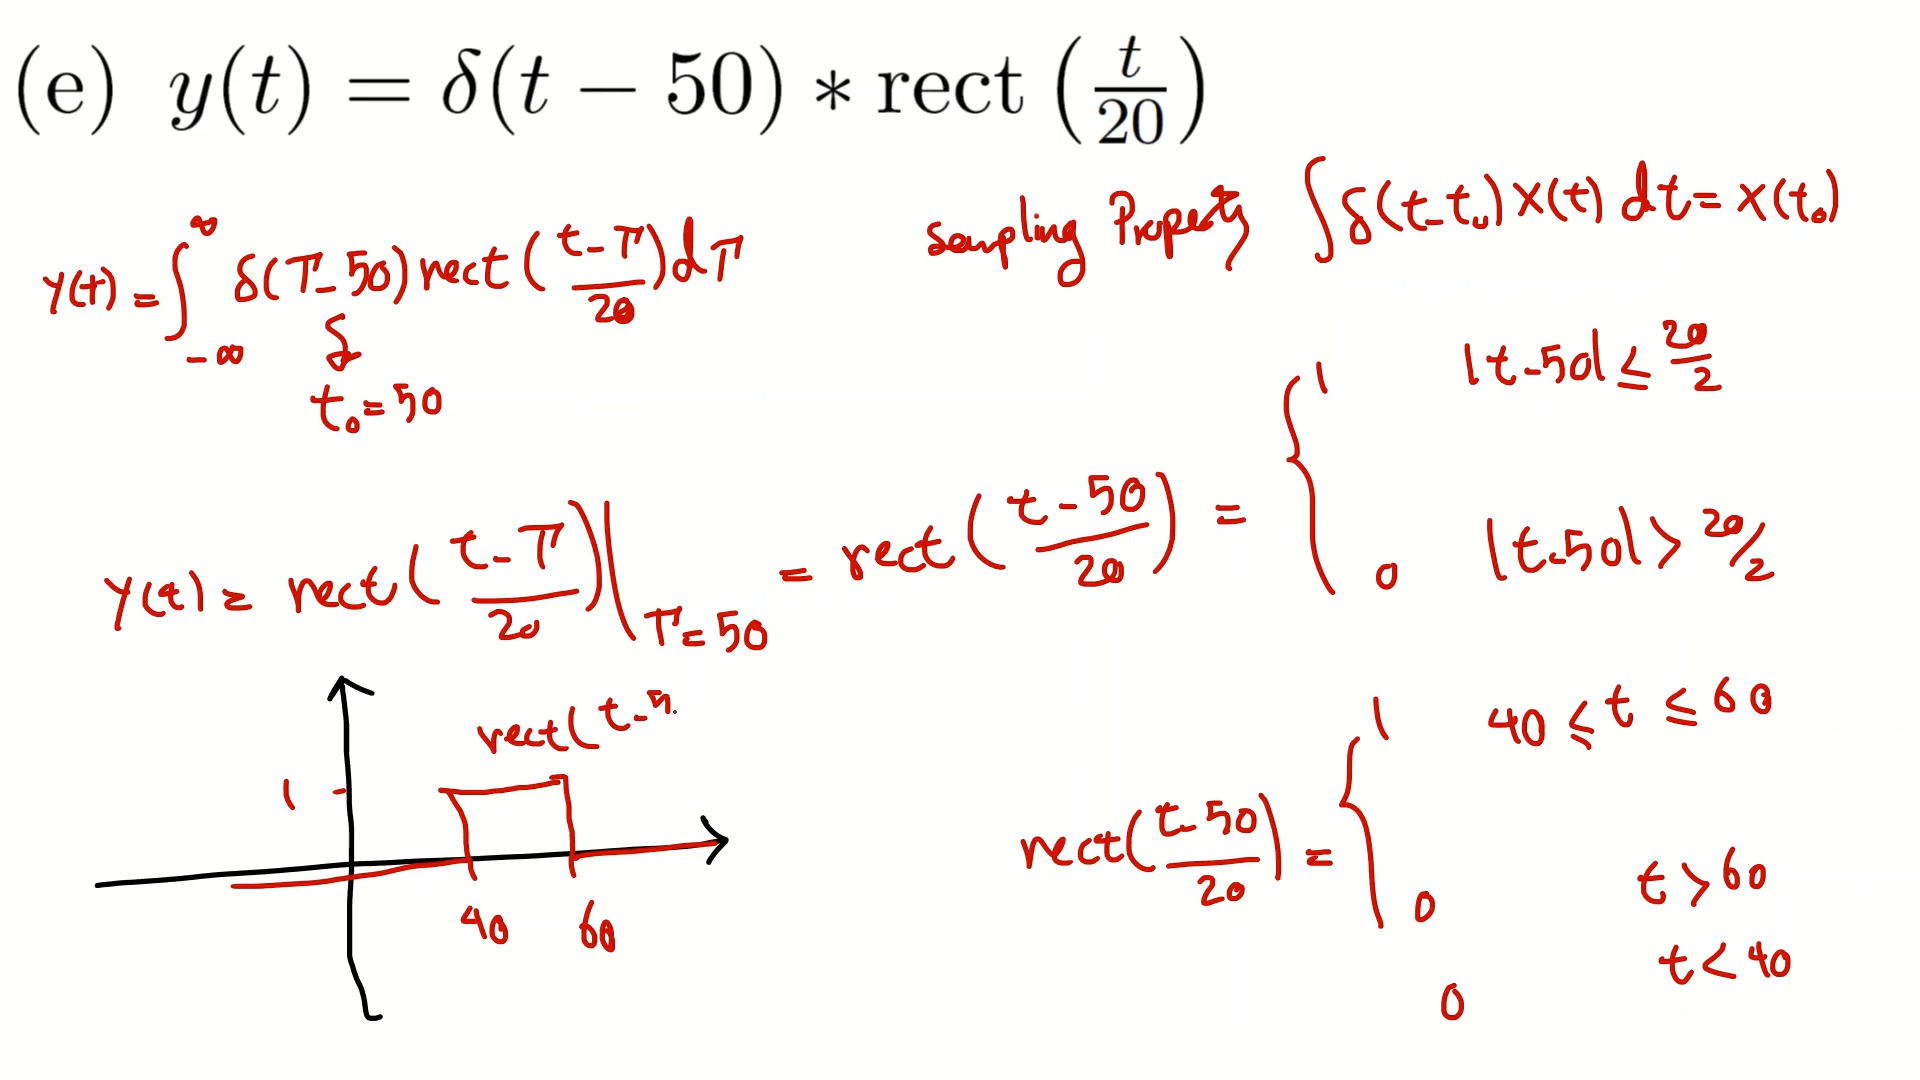 (e) y(t) = δ(t − 50) ∗ rect (t/20)
Sampling Property ∫ δ(t-t₀) x(t) dt = x(t₀)
y(t) = ∫_{-∞}^{∞} δ(τ-50) rect((t-τ)/20) dτ
t₀ = 50
y(t) = rect((t-τ)/20)|_{τ=50} = rect((t-50)/20) = {
1 |t-50| ≤ 20/2
0 |t-50| > 20/2
rect(t-5
1
40 60
rect((t-50)/20) = {
1 40 ≤ t ≤ 60
0 t > 60
0 t < 40